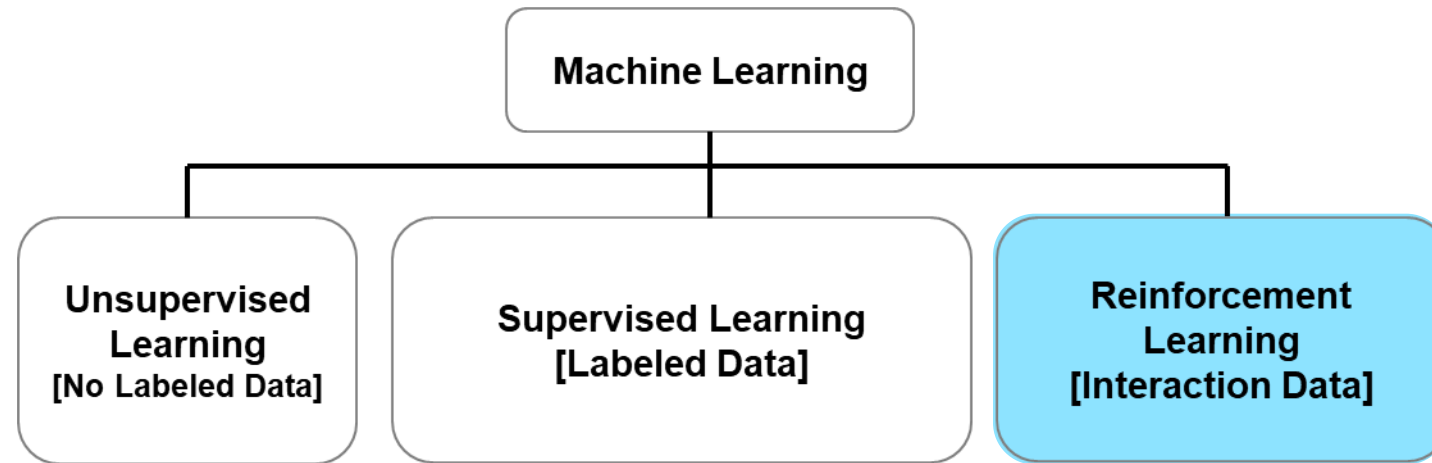 Machine Learning
Unsupervised
Learning
[No Labeled Data]
Supervised Learning
[Labeled Data]
Reinforcement
Learning
[Interaction Data]